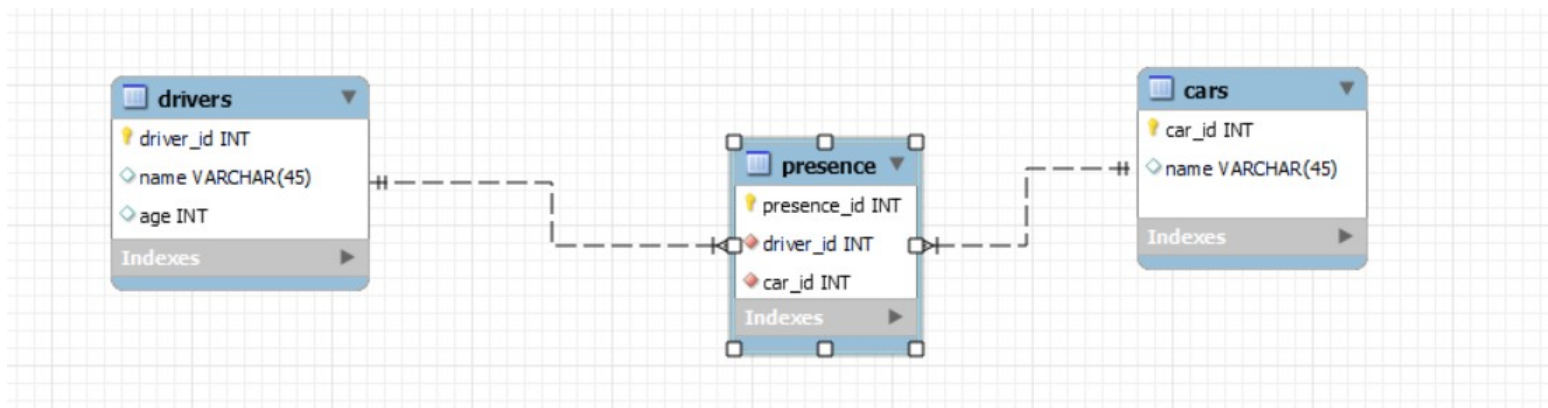 drivers
driver_id INT
name VARCHAR(45)
age INT
Indexes
presence
presence_id INT
driver_id INT
car_id INT
Indexes
cars
car_id INT
name VARCHAR(45)
Indexes